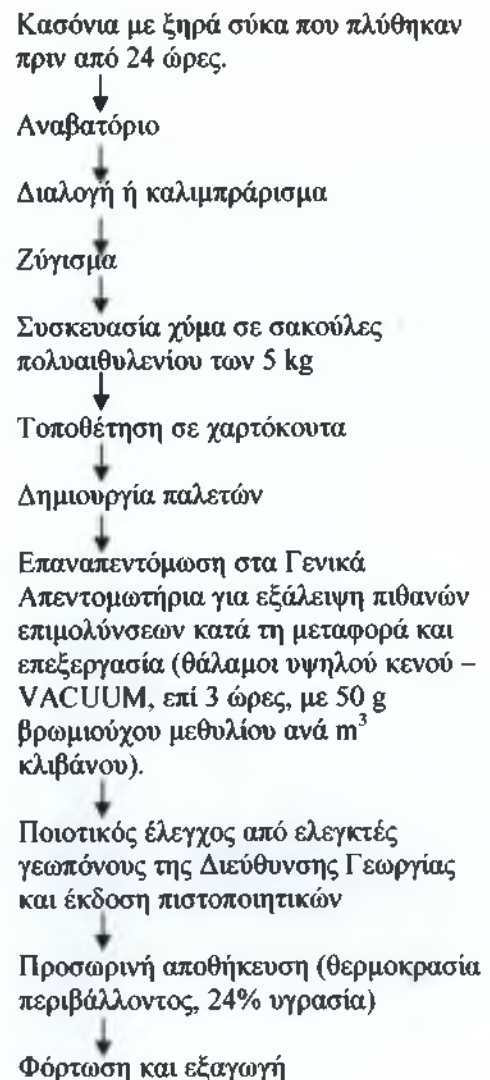 Κασόνια με ξηρά σύκα που πλύθηκαν
πριν από 24 ώρες.
Αναβατόριο
Διαλογή ή καλιμπράρισμα
Ζύγισμα
Συσκευασία χύμα σε σακούλες
πολυαιθυλενίου των 5 kg
Τοποθέτηση σε χαρτόκουτα
Δημιουργία παλετών
Επαναπεντόμωση στα Γενικά
Απεντομωτήρια για εξάλειψη πιθανών
επιμολύνσεων κατά τη μεταφορά και
επεξεργασία (θάλαμοι υψηλού κενού –
VACUUM, επί 3 ώρες, με 50 g
βρωμιούχου μεθυλίου ανά m³
κλιβάνου).
Ποιοτικός έλεγχος από ελεγκτές
γεωπόνους της Διεύθυνσης Γεωργίας
και έκδοση πιστοποιητικών
Προσωρινή αποθήκευση (θερμοκρασία
περιβάλλοντος, 24% υγρασία)
Φόρτωση και εξαγωγή